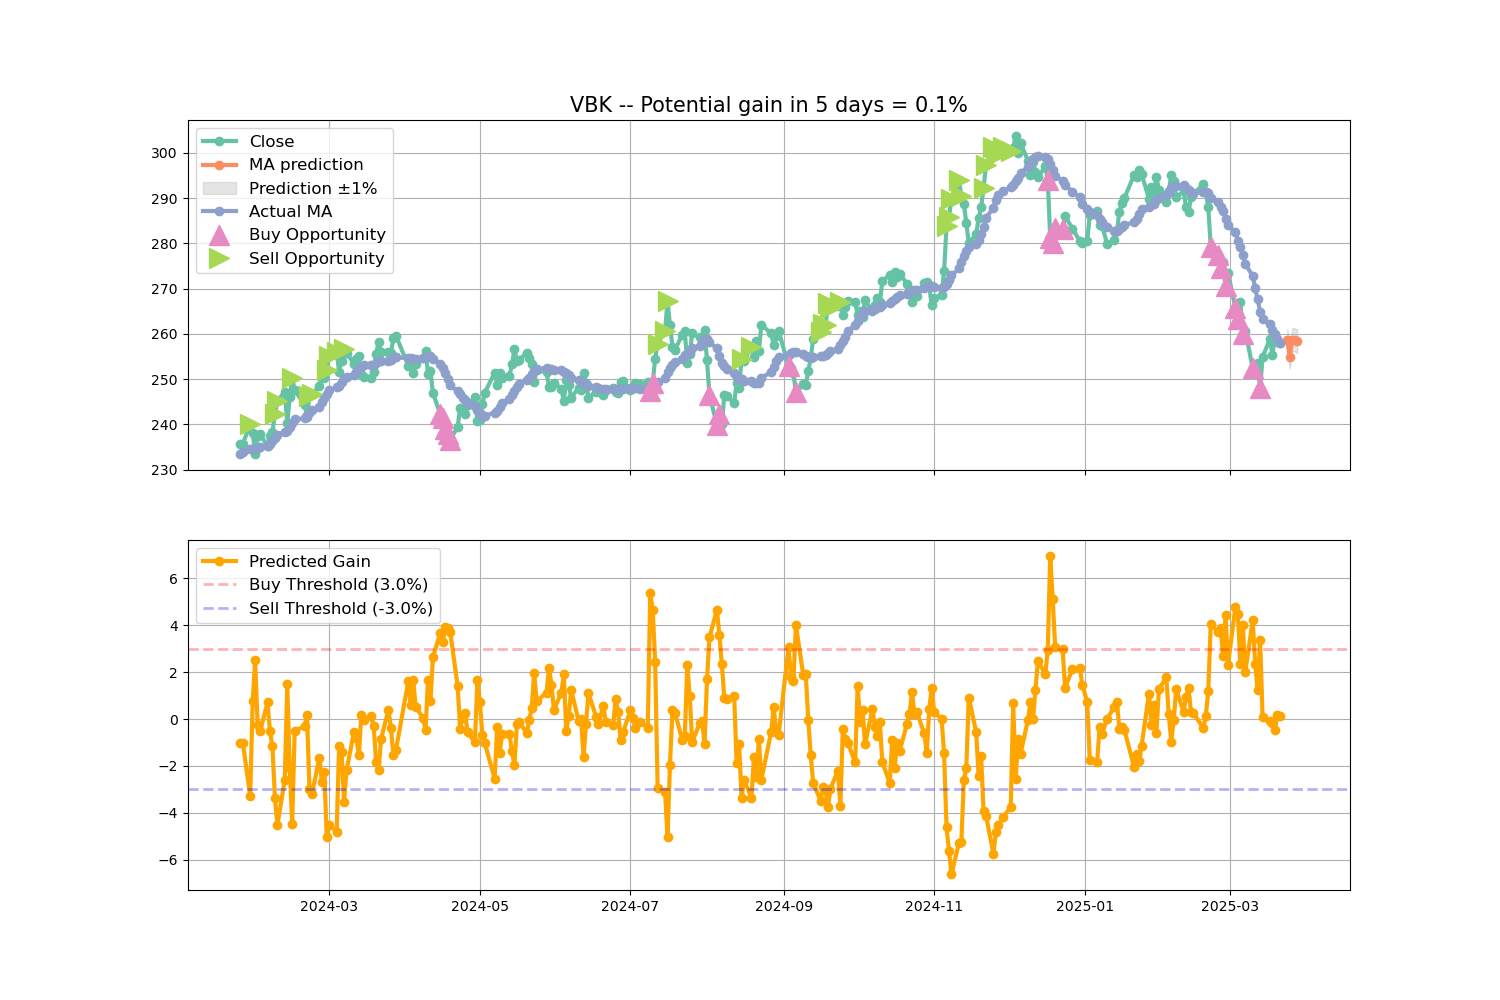 VBK -- Potential gain in 5 days = 0.1%
Close
MA prediction
Prediction ±1%
Actual MA
Buy Opportunity
Sell Opportunity
300
290
280
270
260
250
240
230
Predicted Gain
Buy Threshold (3.0%)
Sell Threshold (-3.0%)
6
4
2
0
−2
−4
−6
2024-03 2024-05 2024-07 2024-09 2024-11 2025-01 2025-03